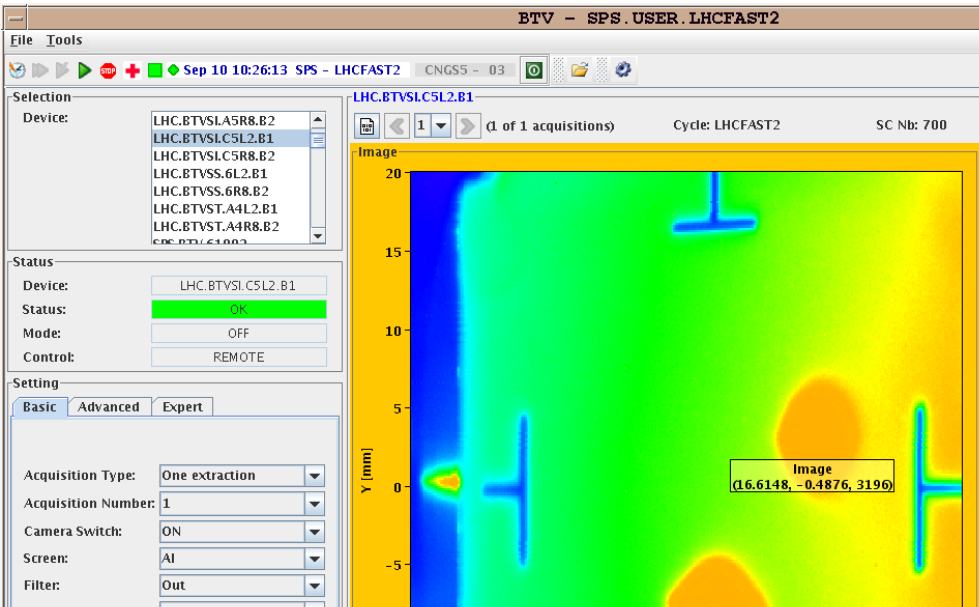 BTV - SPS.USER.LHCFAST2
File Tools
STOP Sep 10 10:26:13 SPS - LHCFAST2 CNGS5 - 03
Selection
Device:
LHC.BTVSI.A5R8.B2
LHC.BTVSI.C5L2.B1
LHC.BTVSI.C5R8.B2
LHC.BTVSS.6L2.B1
LHC.BTVSS.6R8.B2
LHC.BTVST.A4L2.B1
LHC.BTVST.A4R8.B2
Status
Device: LHC.BTVSI.C5L2.B1
Status: OK
Mode: OFF
Control: REMOTE
Setting
Basic Advanced Expert
Acquisition Type: One extraction
Acquisition Number: 1
Camera Switch: ON
Screen: Al
Filter: Out
LHC.BTVSI.C5L2.B1
1 (1 of 1 acquisitions) Cycle: LHCFAST2 SC Nb: 700
Image
20
15
10
5
0
-5
Y [mm]
Image
(16.6148, -0.4876, 3196)